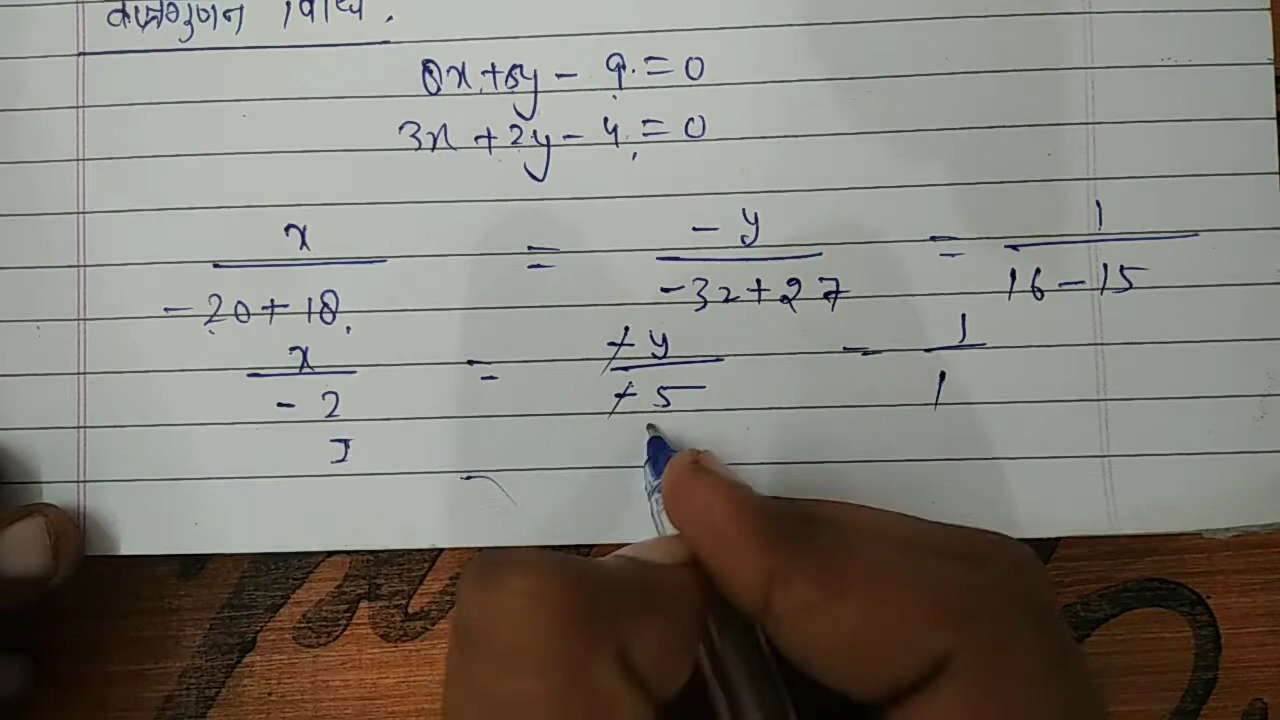 वज्रगुणन विधि.
8x+5y - 9 = 0
3x + 2y - 4 = 0
x / -20+18 = -y / -32+27 = 1 / 16-15
x / -2 = -y / -5 = 1 / 1
I